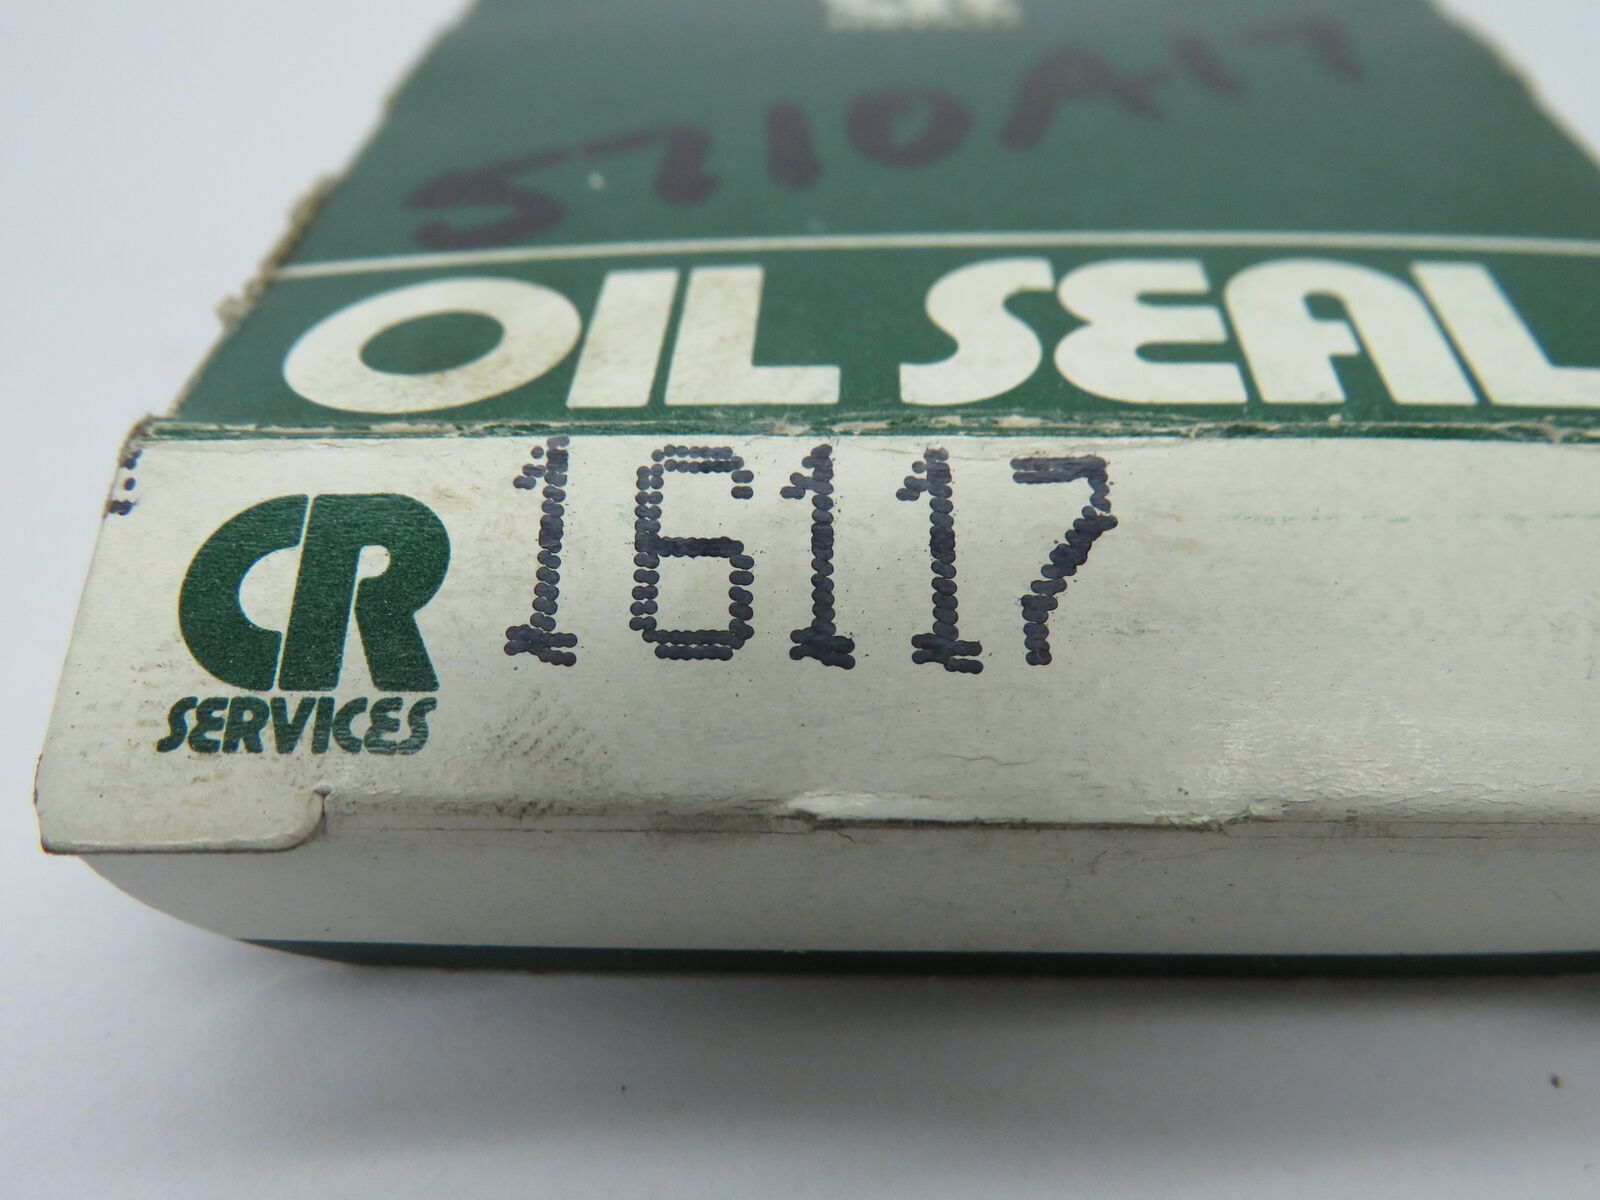 5710A17
OIL SEAL
16117
CR
SERVICES